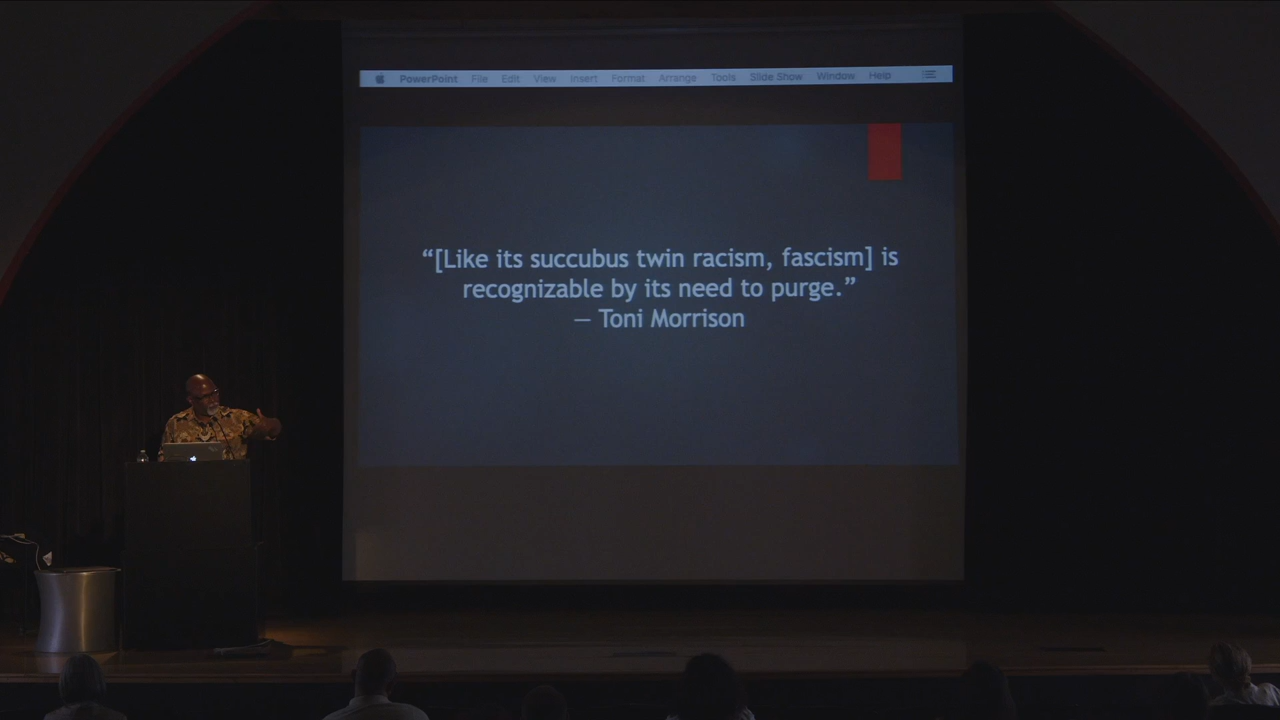 PowerPoint File Edit View Insert Format Arrange Tools Slide Show Window Help
“[Like its succubus twin racism, fascism] is
recognizable by its need to purge.”
— Toni Morrison